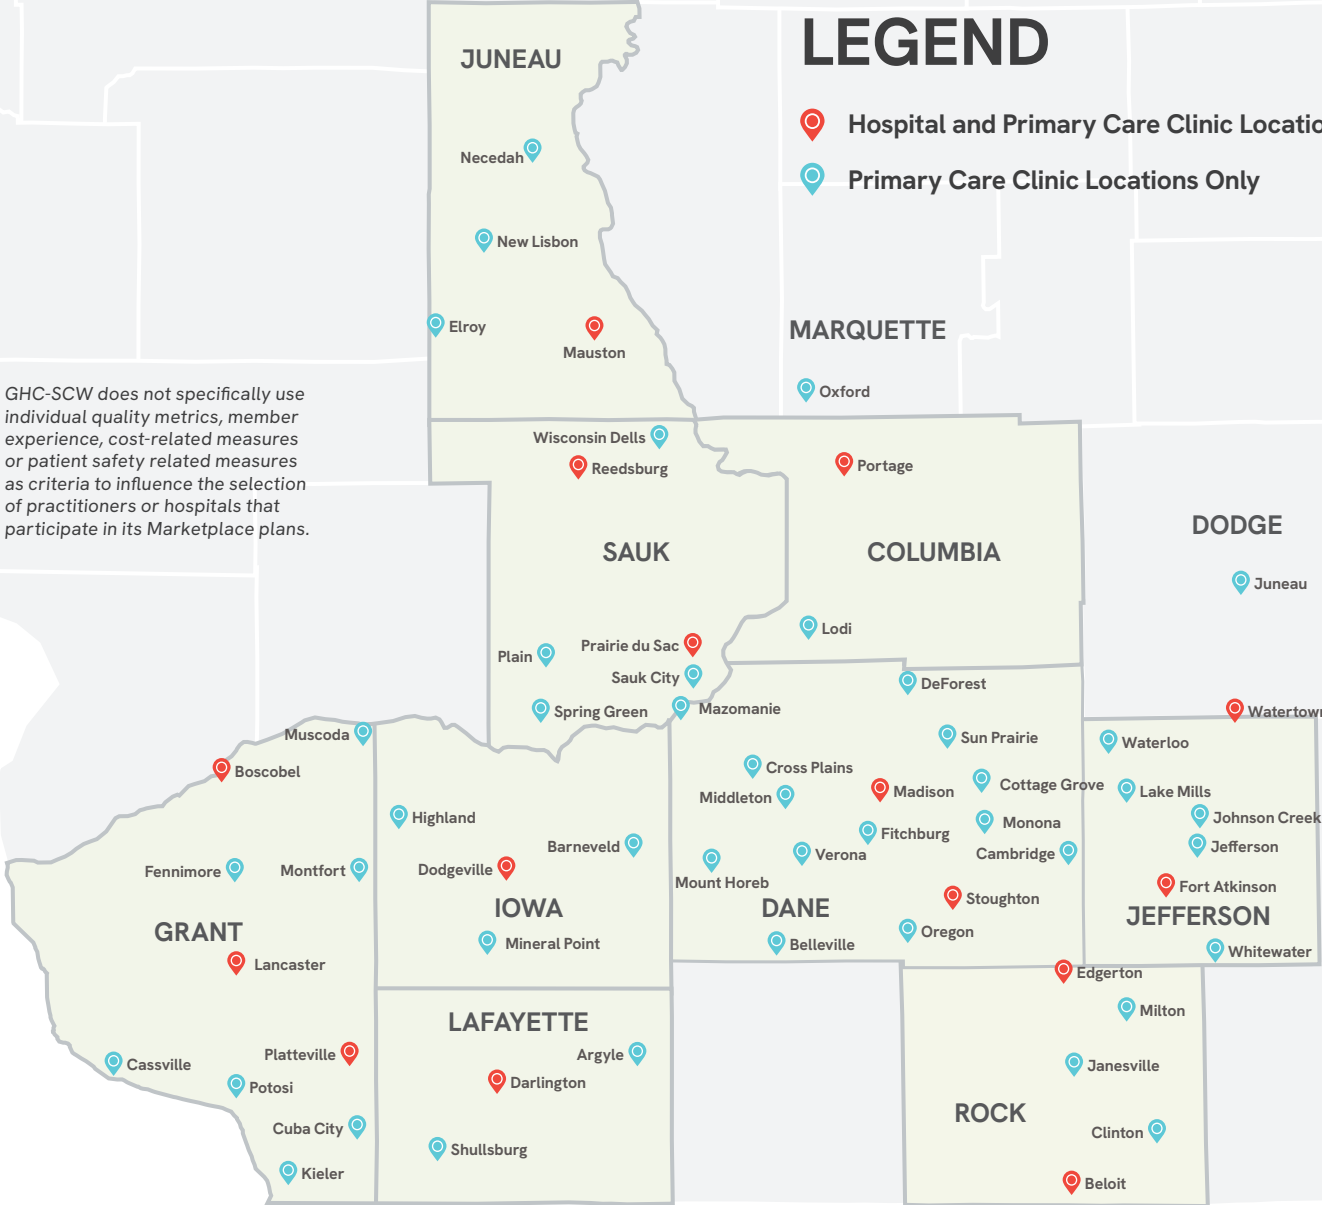 LEGEND
JUNEAU
Hospital and Primary Care Clinic
Necedah
Primary Care Clinic Locations Only
New Lisbon
Elroy
Mauston
MARQUETTE
Oxford
GHC-SCW does not specifically use
individual quality metrics, member
experience, cost-related measures
or patient safety related measures
as criteria to influence the selection
of practitioners or hospitals that
participate in its Marketplace plans.
Wisconsin Dells
Reedsburg
Portage
DODGE
SAUK
COLUMBIA
Juneau
Lodi
Prairie du Sac
Plain
Sauk City
DeForest
Spring Green
Mazomanie
Watertown
Muscoda
Sun Prairie
Waterloo
Boscobel
Cross Plains
Cottage Grove
Middleton
Madison
Lake Mills
Highland
Johnson Creek
Monona
Fitchburg
Barneveld
Jefferson
Verona
Cambridge
Fennimore
Montfort
Dodgeville
Mount Horeb
Fort Atkinson
Stoughton
IOWA
DANE
JEFFERSON
GRANT
Oregon
Mineral Point
Belleville
Whitewater
Lancaster
Edgerton
Milton
LAFAYETTE
Platteville
Argyle
Cassville
Janesville
Darlington
Potosi
ROCK
Cuba City
Clinton
Shullsburg
Kieler
Beloit